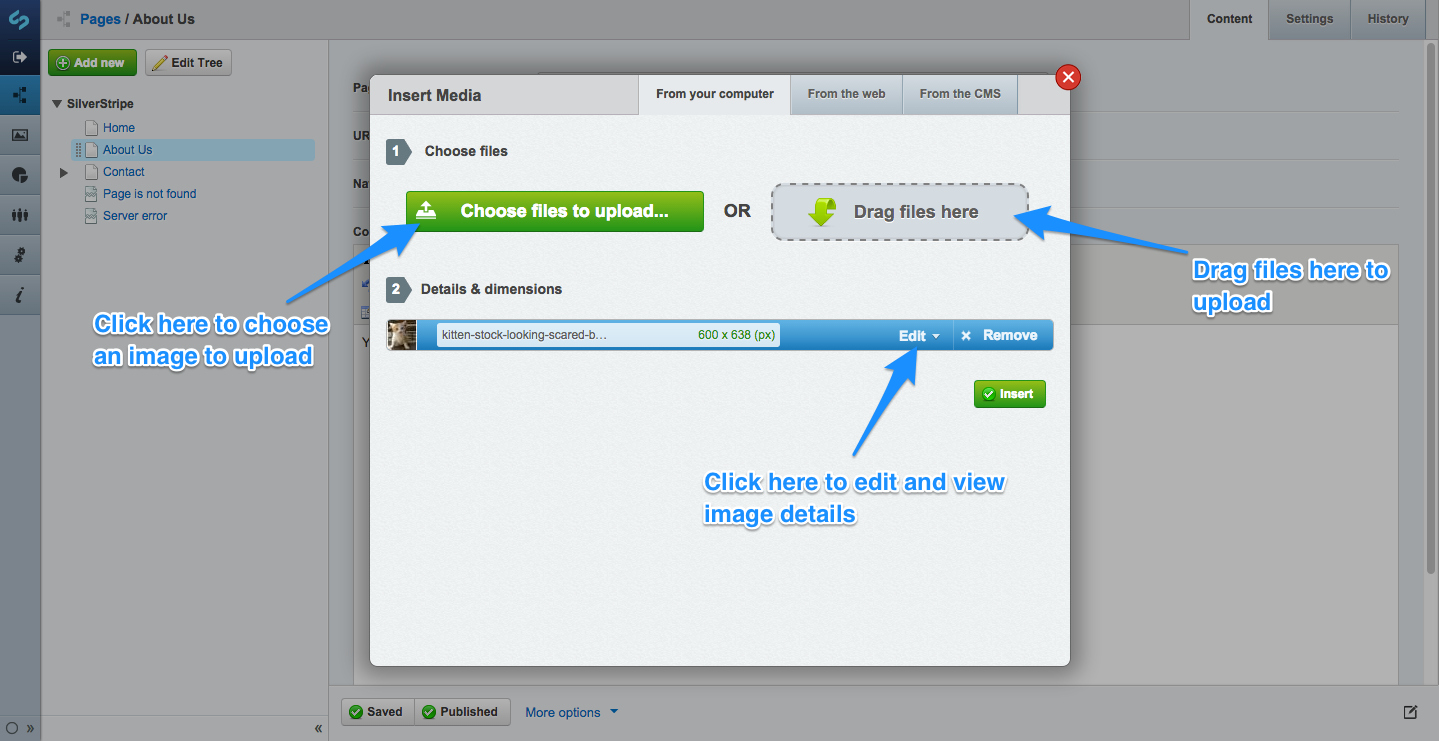 Pages / About Us
Content
Settings
History
Add new
Edit Tree
SilverStripe
Home
About Us
Contact
Page is not found
Server error
Insert Media
From your computer
From the web
From the CMS
1 Choose files
Choose files to upload...
OR
Drag files here
Drag files here to
upload
Click here to choose
an image to upload
2 Details & dimensions
kitten-stock-looking-scared-b...
600 x 638 (px)
Edit
Remove
Insert
Click here to edit and view
image details
Saved
Published
More options